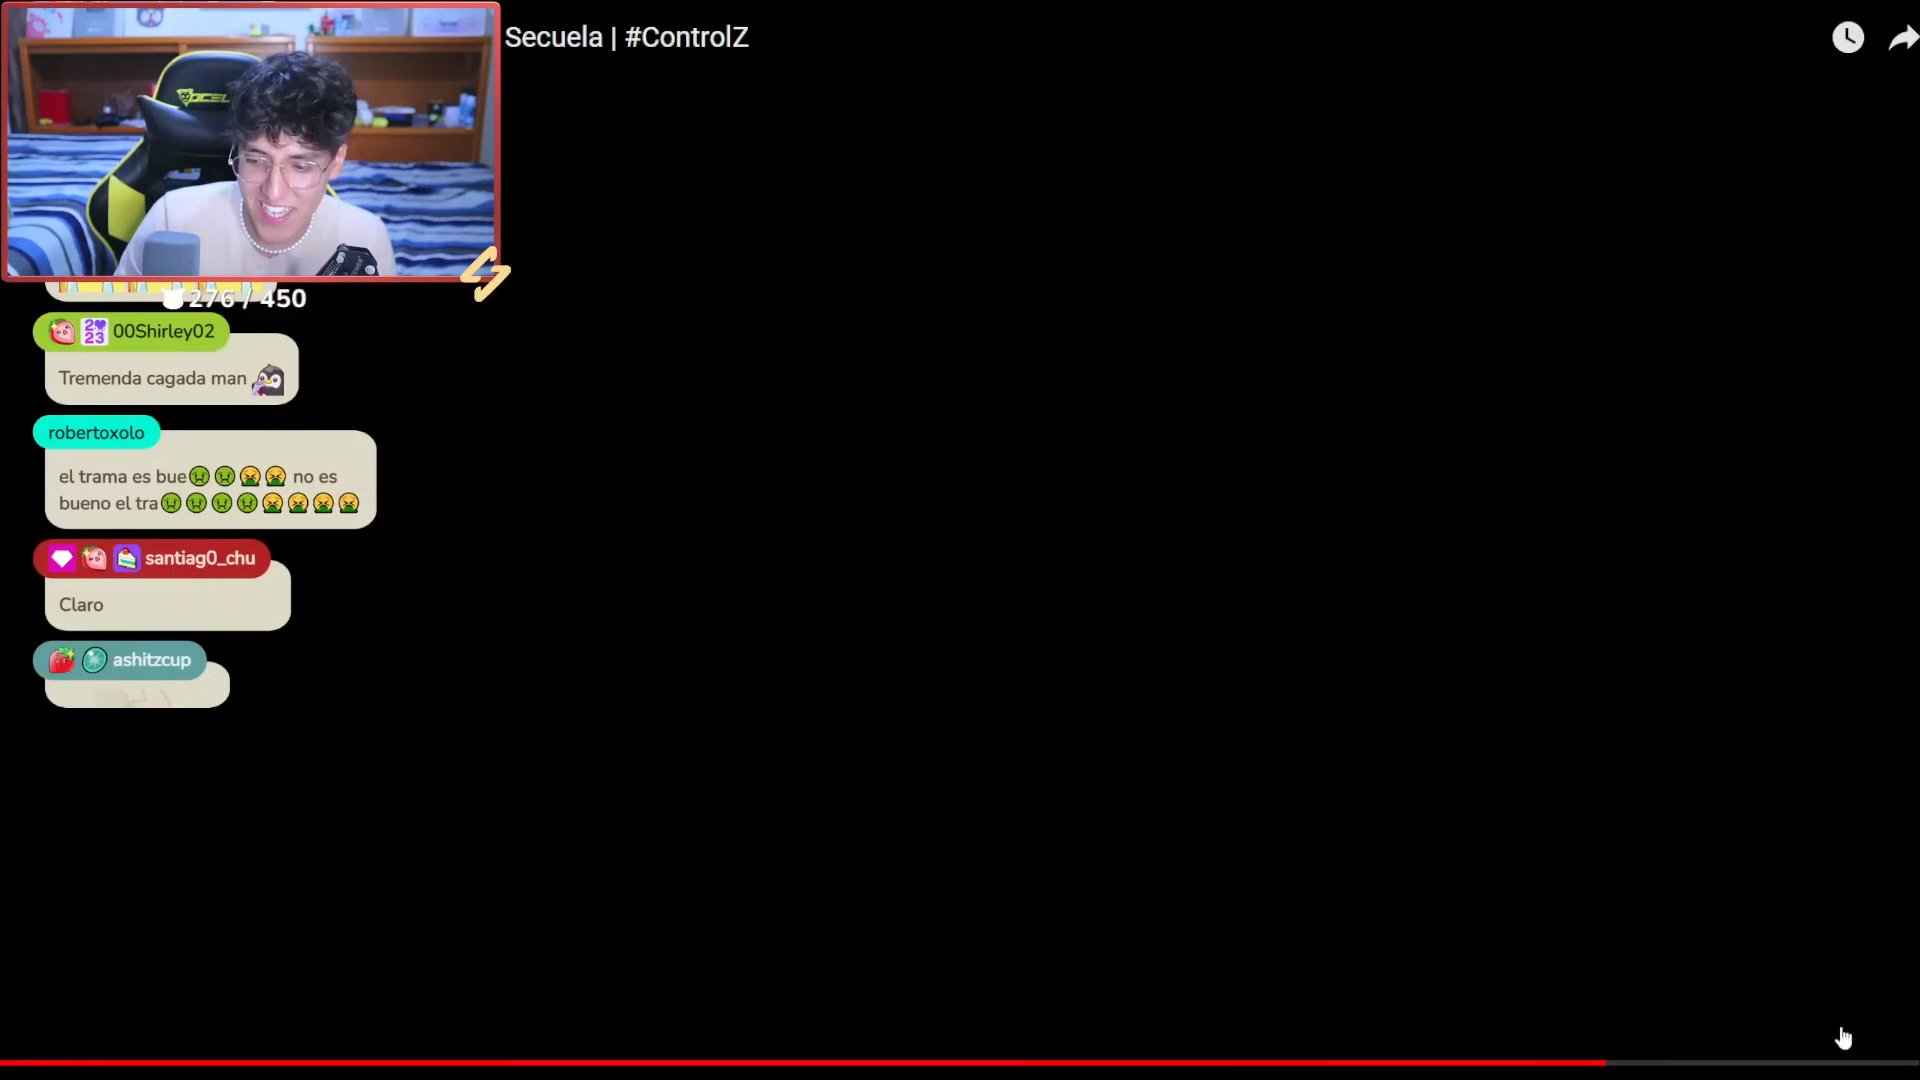 Secuela | #ControlZ
276 / 450
00Shirley02
Tremenda cagada man
robertoxolo
el trama es bue🤢🤢🤮🤮 no es
bueno el tra🤢🤢🤢🤢🤮🤮🤮🤮
santiag0_chu
Claro
ashitzcup